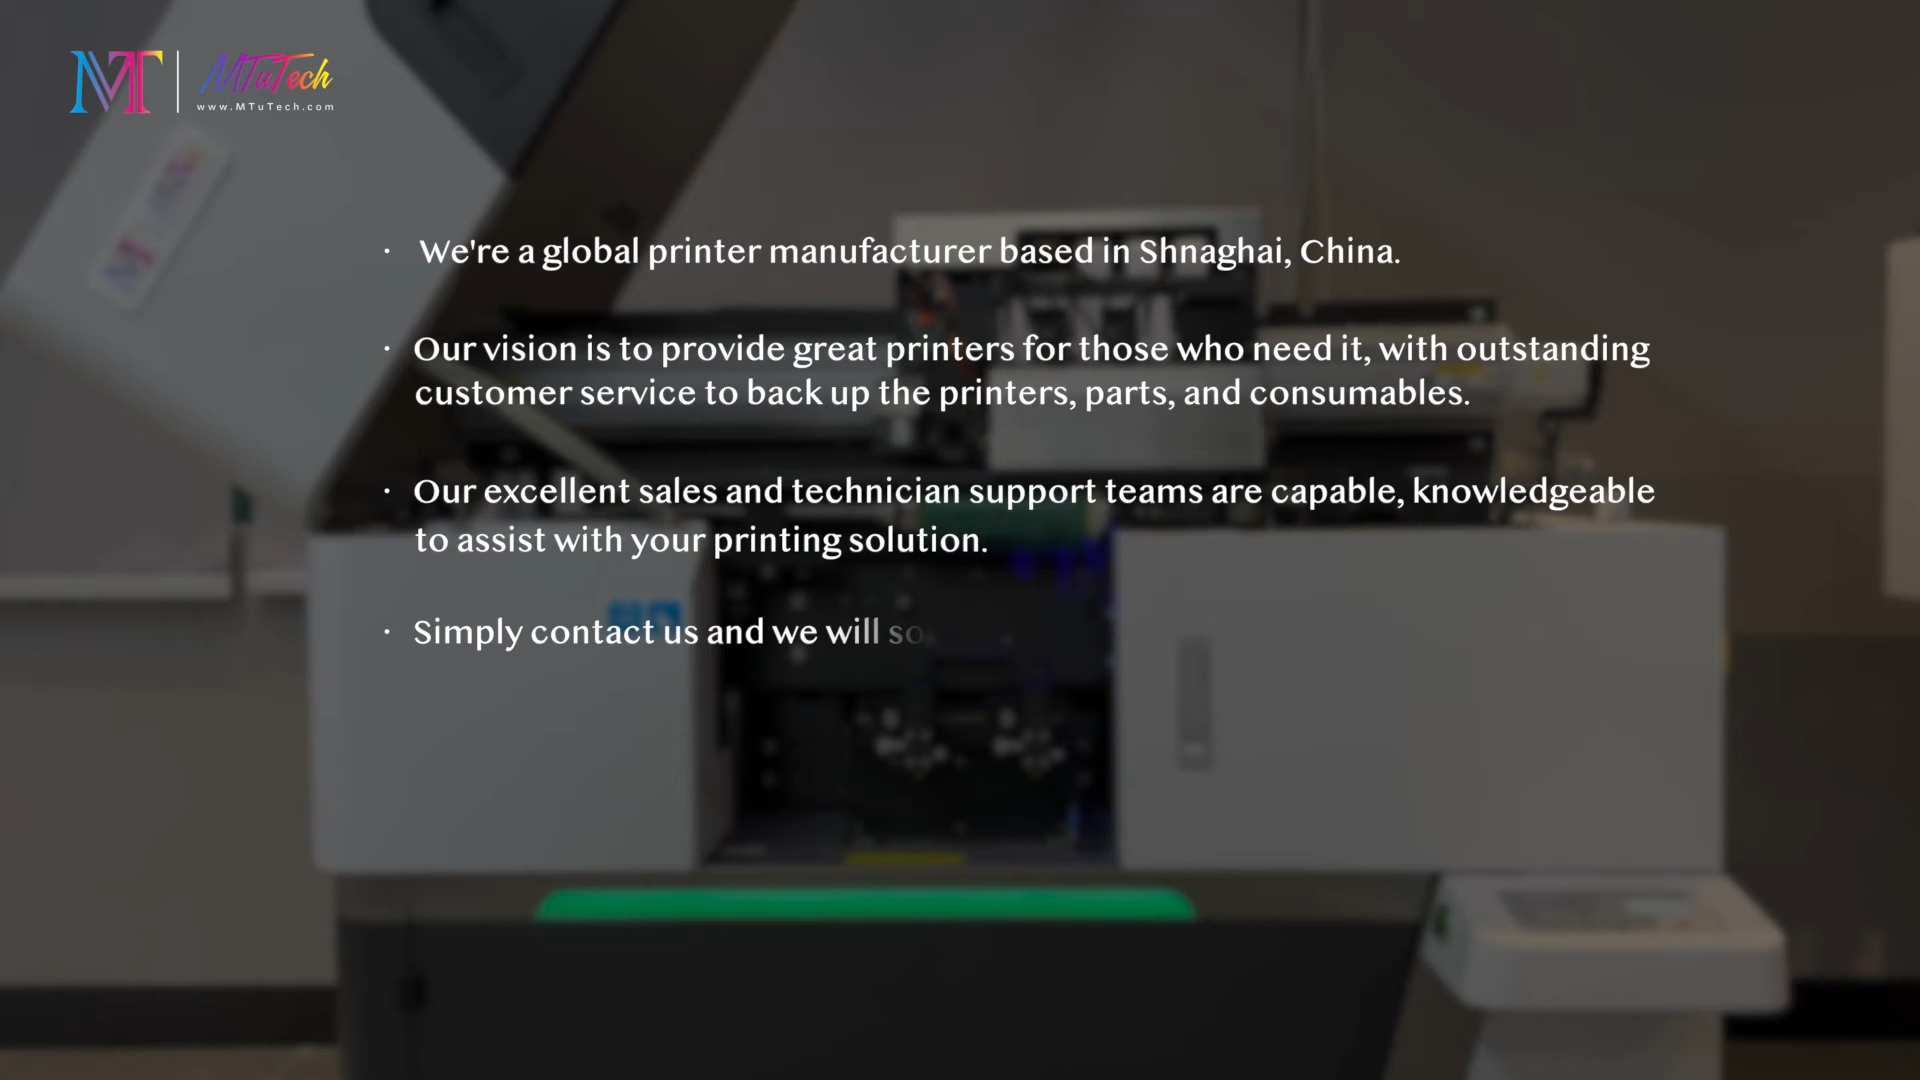 MT
MTuTech
www.MTuTech.com
· We're a global printer manufacturer based in Shnaghai, China.
· Our vision is to provide great printers for those who need it, with outstanding
customer service to back up the printers, parts, and consumables.
· Our excellent sales and technician support teams are capable, knowledgeable
to assist with your printing solution.
· Simply contact us and we will so